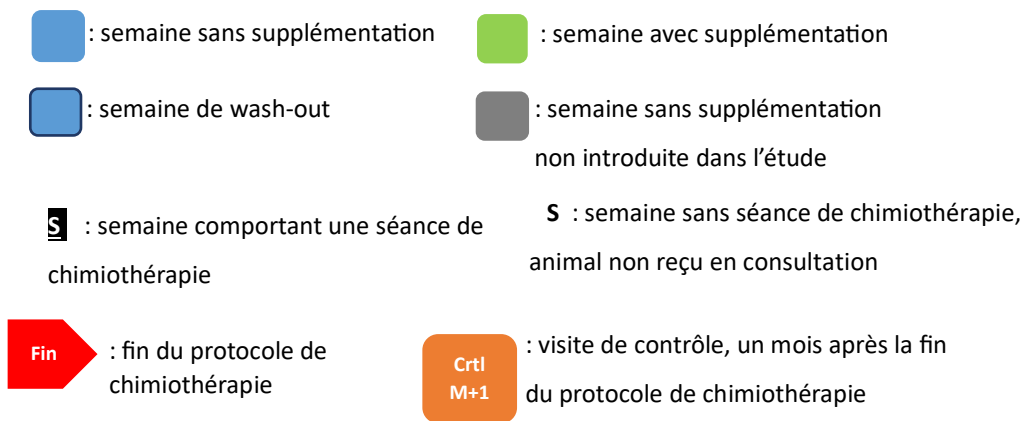 : semaine sans supplémentation
: semaine avec supplémentation
: semaine de wash-out
: semaine sans supplémentation
non introduite dans l'étude
S : semaine comportant une séance de
chimiothérapie
S : semaine sans séance de chimiothérapie,
animal non reçu en consultation
Fin : fin du protocole de
chimiothérapie
Crtl
M+1
: visite de contrôle, un mois après la fin
du protocole de chimiothérapie